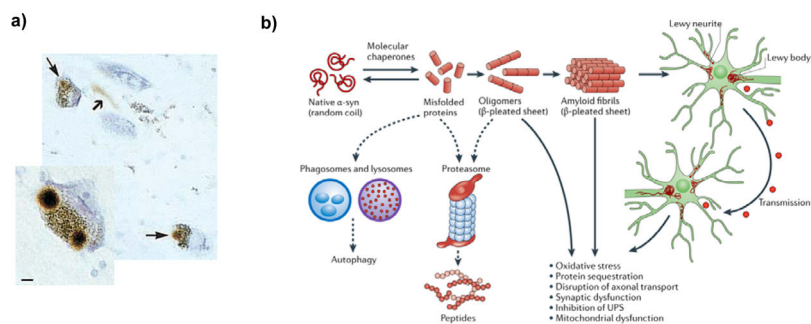 a)
b)
Molecular
chaperones
Native α-syn
(random coil)
Misfolded
proteins
Oligomers
(β-pleated sheet)
Amyloid fibrils
(β-pleated sheet)
Lewy neurite
Lewy body
Phagosomes and lysosomes
Proteasome
Transmission
Autophagy
Peptides
• Oxidative stress
• Protein sequestration
• Disruption of axonal transport
• Synaptic dysfunction
• Inhibition of UPS
• Mitochondrial dysfunction